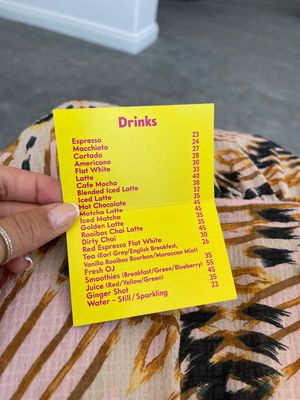 Drinks
Espresso 23
Macchiato 24
Cortado 27
Americano 28
Flat White 30
Latte 33
Cafe Mocha 40
Blended Iced Latte 38
Iced Latte 32
Hot Chocolate 35
Matcha Latte 45
Iced Matcha 45
Golden Latte 35
Rooibos Chai Latte 35
Dirty Chai 45
Red Espresso Flat White 30
Tea (Earl Grey/English Breakfast, 26
Vanilla Rooibos Bourbon/Moroccan Mint)
Fresh OJ 35
Smoothies (Breakfast/Green/Blueberry) 55
Juice (Red/Yellow/Green) 45
Ginger Shot 35
Water - Still/Sparkling 23